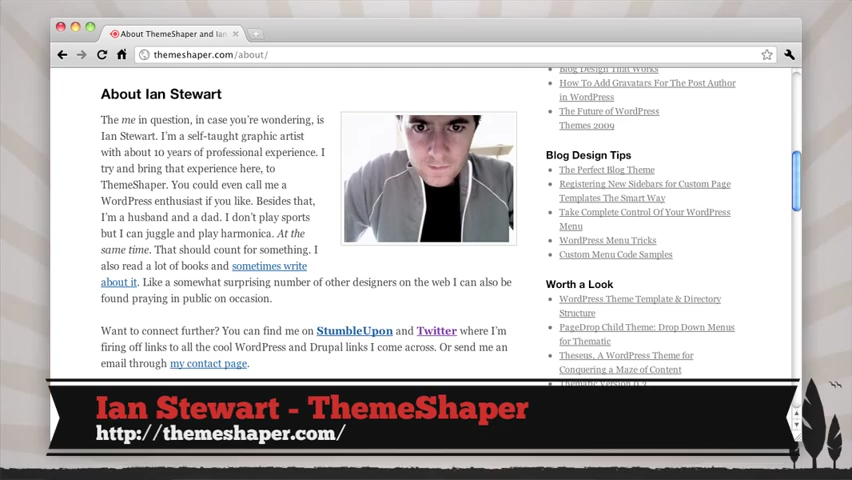 About ThemeShaper and Ian
themeshaper.com/about/
About Ian Stewart
The me in question, in case you're wondering, is
Ian Stewart. I'm a self-taught graphic artist
with about 10 years of professional experience. I
try and bring that experience here, to
ThemeShaper. You could even call me a
WordPress enthusiast if you like. Besides that,
I'm a husband and a dad. I don't play sports
but I can juggle and play harmonica. At the
same time. That should count for something. I
also read a lot of books and sometimes write
about it. Like a somewhat surprising number of other designers on the web I can also be
found praying in public on occasion.
Want to connect further? You can find me on StumbleUpon and Twitter where I'm
firing off links to all the cool WordPress and Drupal links I come across. Or send me an
email through my contact page.
Blog Design That Works
How To Add Gravatars For The Post Author
in WordPress
The Future of WordPress
Themes 2009
Blog Design Tips
The Perfect Blog Theme
Registering New Sidebars for Custom Page
Templates The Smart Way
Take Complete Control Of Your WordPress
Menu
WordPress Menu Tricks
Custom Menu Code Samples
Worth a Look
WordPress Theme Template & Directory
Structure
PageDrop Child Theme: Drop Down Menus
for Thematic
Theseus, A WordPress Theme for
Conquering a Maze of Content
Ian Stewart - ThemeShaper
http://themeshaper.com/